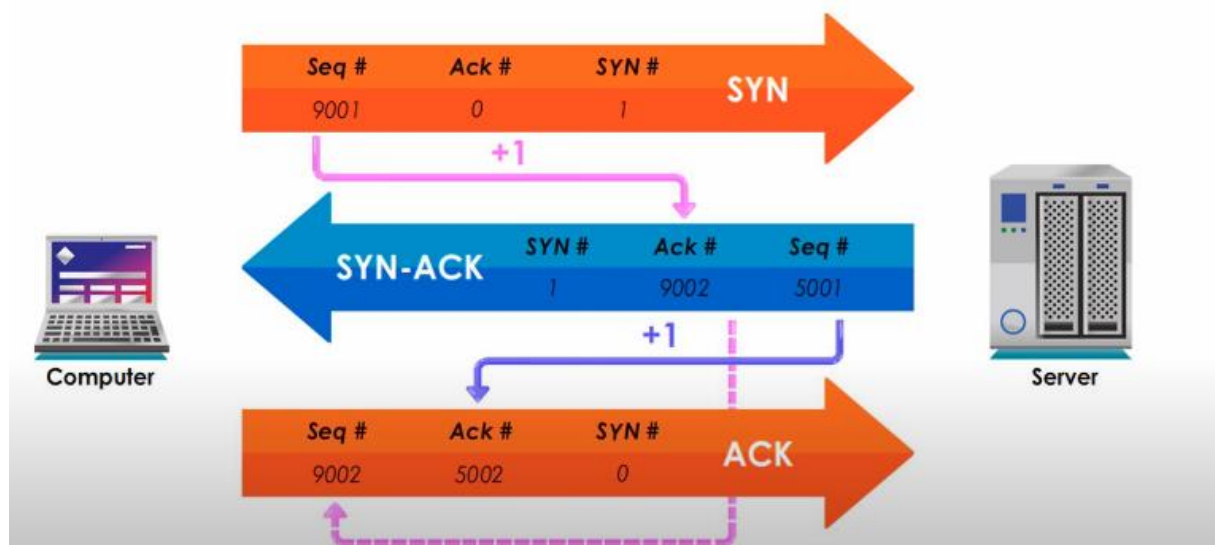 Seq # Ack # SYN #
SYN
9001 0 1
+1
SYN # Ack # Seq #
SYN-ACK
1 9002 5001
+1
Computer
Server
Seq # Ack # SYN #
ACK
9002 5002 0